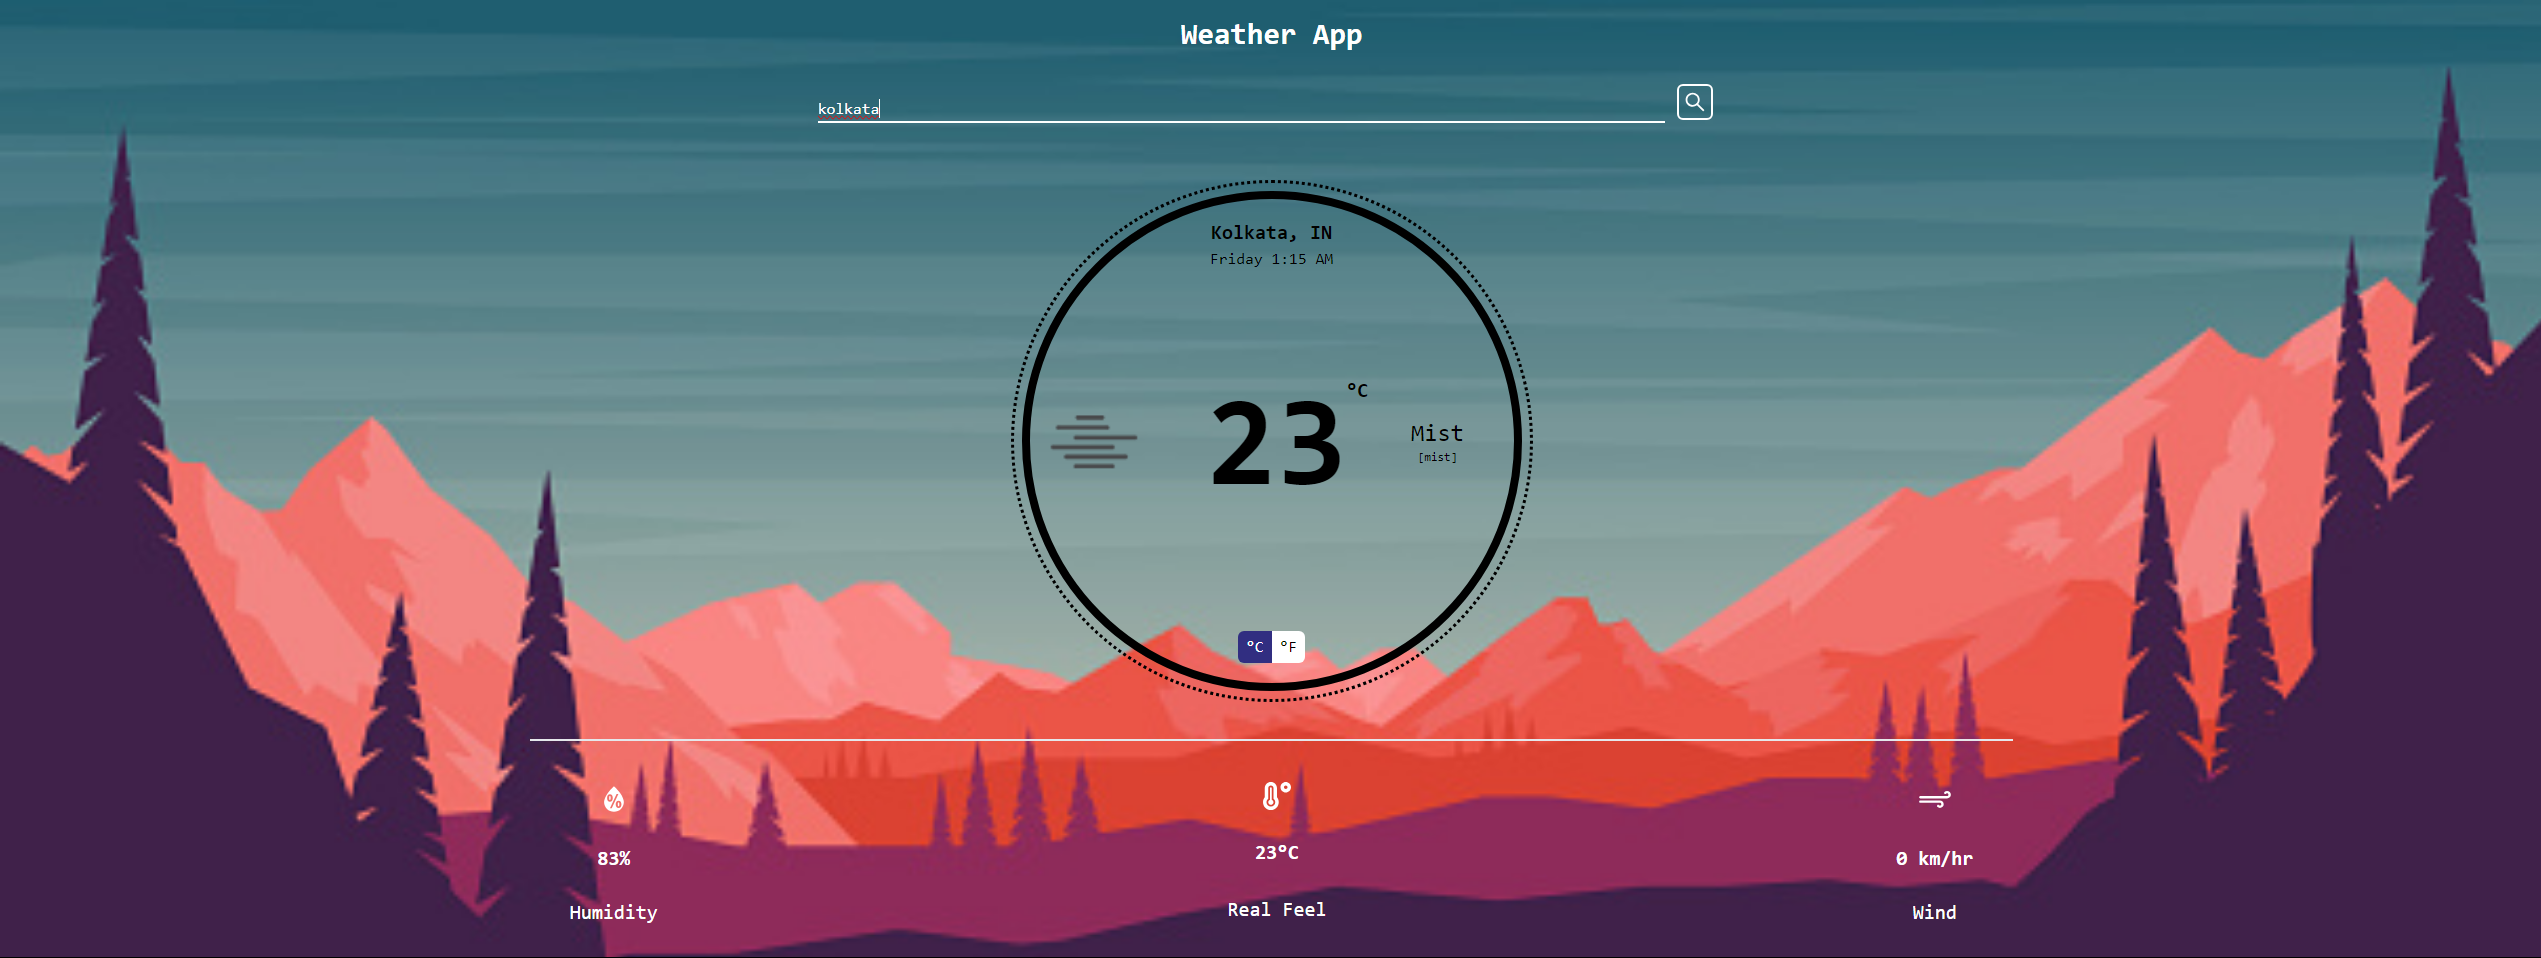 Weather App
kolkata
Kolkata, IN
Friday 1:15 AM
°C
23
Mist
[mist]
°C °F
%
83%
Humidity
23°C
Real Feel
0 km/hr
Wind